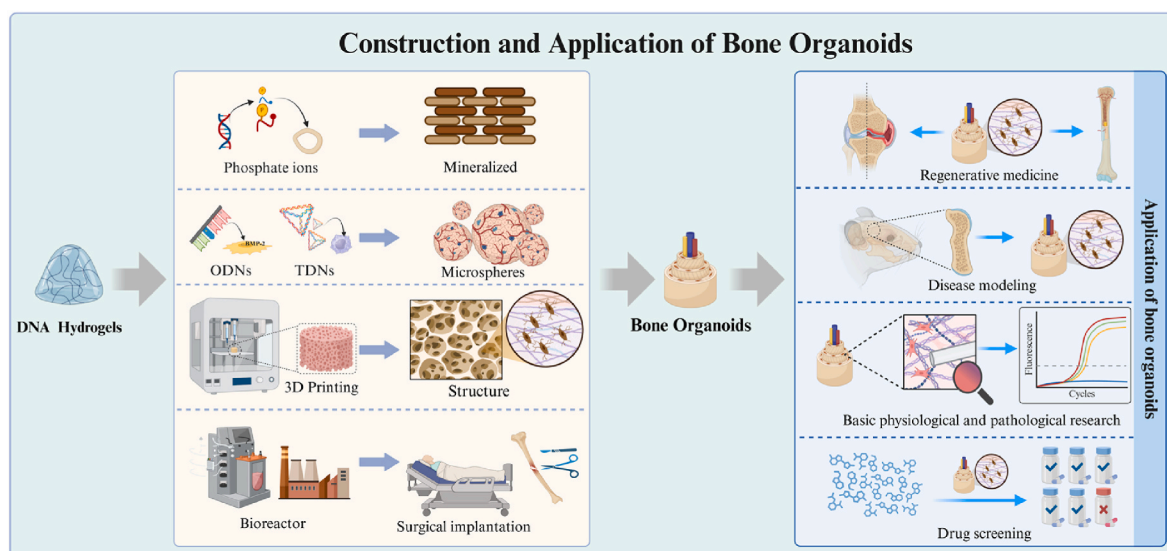 Construction and Application of Bone Organoids
DNA Hydrogels
Phosphate ions
Mineralized
BMP-2
ODNs
TDNs
Microspheres
3D Printing
Structure
Bioreactor
Surgical implantation
Bone Organoids
Regenerative medicine
Disease modeling
Fluorescence
Cycles
Basic physiological and pathological research
Drug screening
Application of bone organoids